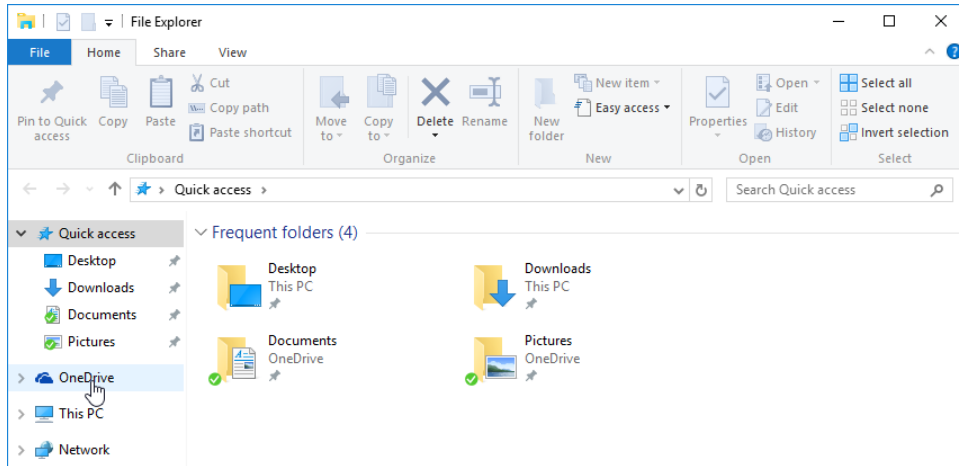 File Explorer
File Home Share View
Pin to Quick access
Copy
Paste
Cut
Copy path
Paste shortcut
Clipboard
Move to
Copy to
Delete
Rename
Organize
New folder
New item
Easy access
New
Properties
Open
Edit
History
Open
Select all
Select none
Invert selection
Select
Quick access
Search Quick access
Quick access
Desktop
Downloads
Documents
Pictures
OneDrive
This PC
Network
Frequent folders (4)
Desktop
This PC
Downloads
This PC
Documents
OneDrive
Pictures
OneDrive